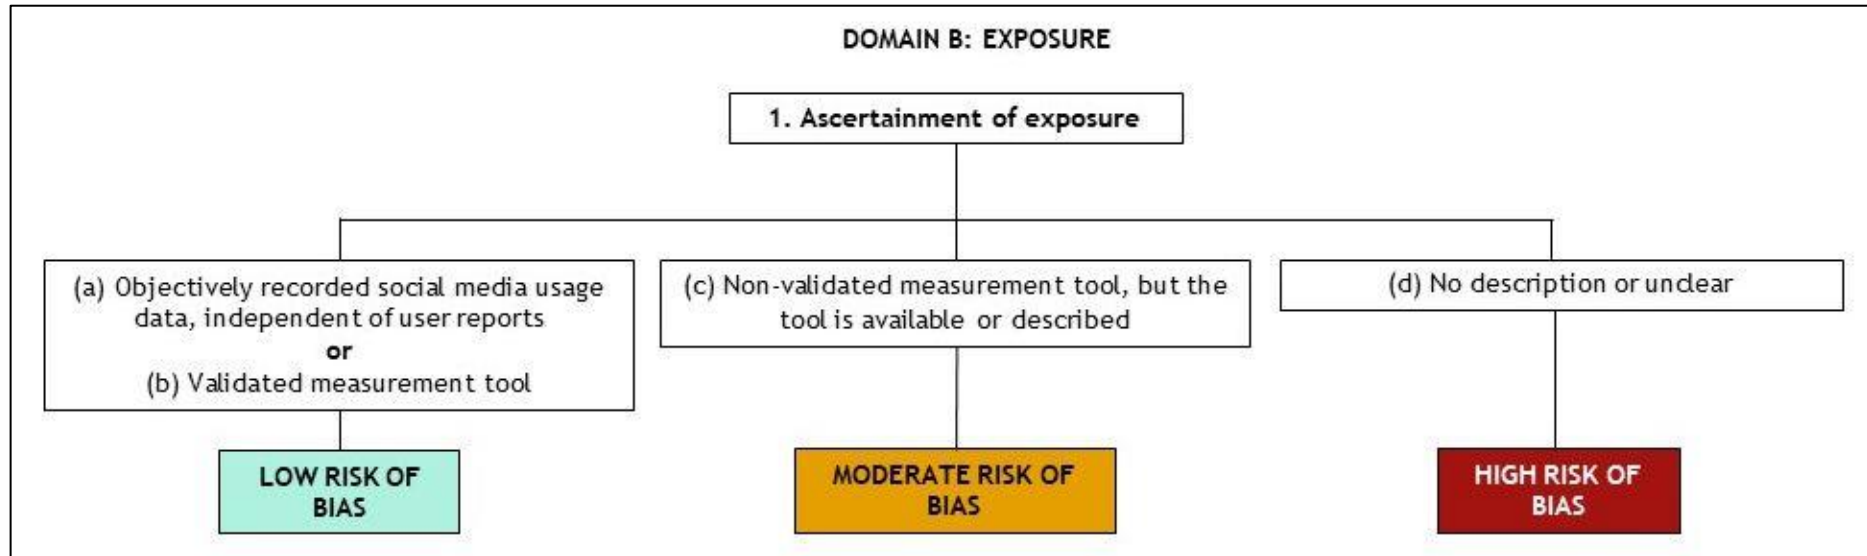 DOMAIN B: EXPOSURE
1. Ascertainment of exposure
(a) Objectively recorded social media usage
data, independent of user reports
or
(b) Validated measurement tool
(c) Non-validated measurement tool, but the
tool is available or described
(d) No description or unclear
LOW RISK OF
BIAS
MODERATE RISK OF
BIAS
HIGH RISK OF
BIAS